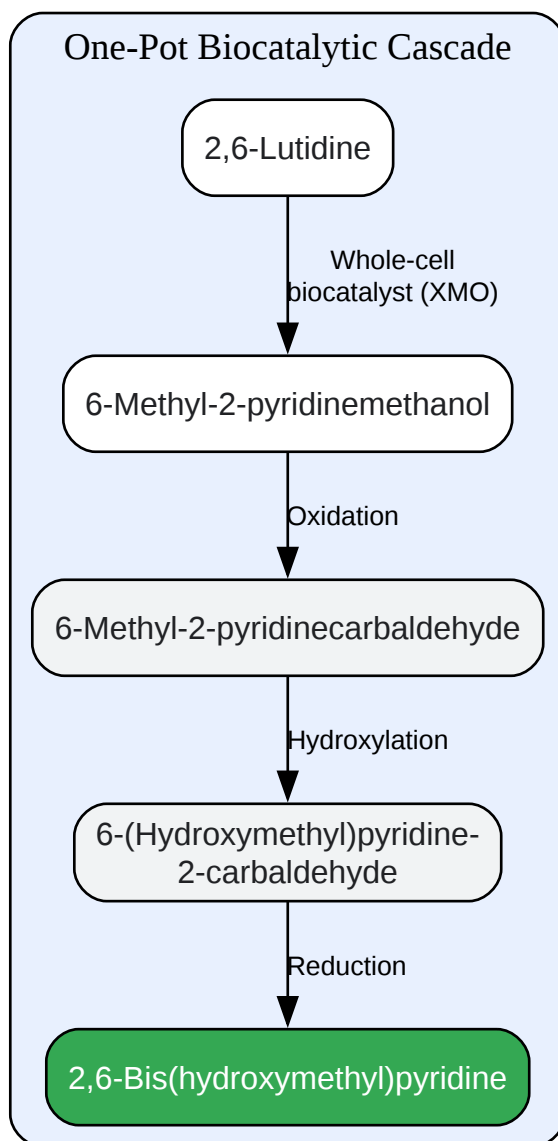 One-Pot Biocatalytic Cascade
2,6-Lutidine
Whole-cell
biocatalyst (XMO)
6-Methyl-2-pyridinemethanol
Oxidation
6-Methyl-2-pyridinecarbaldehyde
Hydroxylation
6-(Hydroxymethyl)pyridine-
2-carbaldehyde
Reduction
2,6-Bis(hydroxymethyl)pyridine